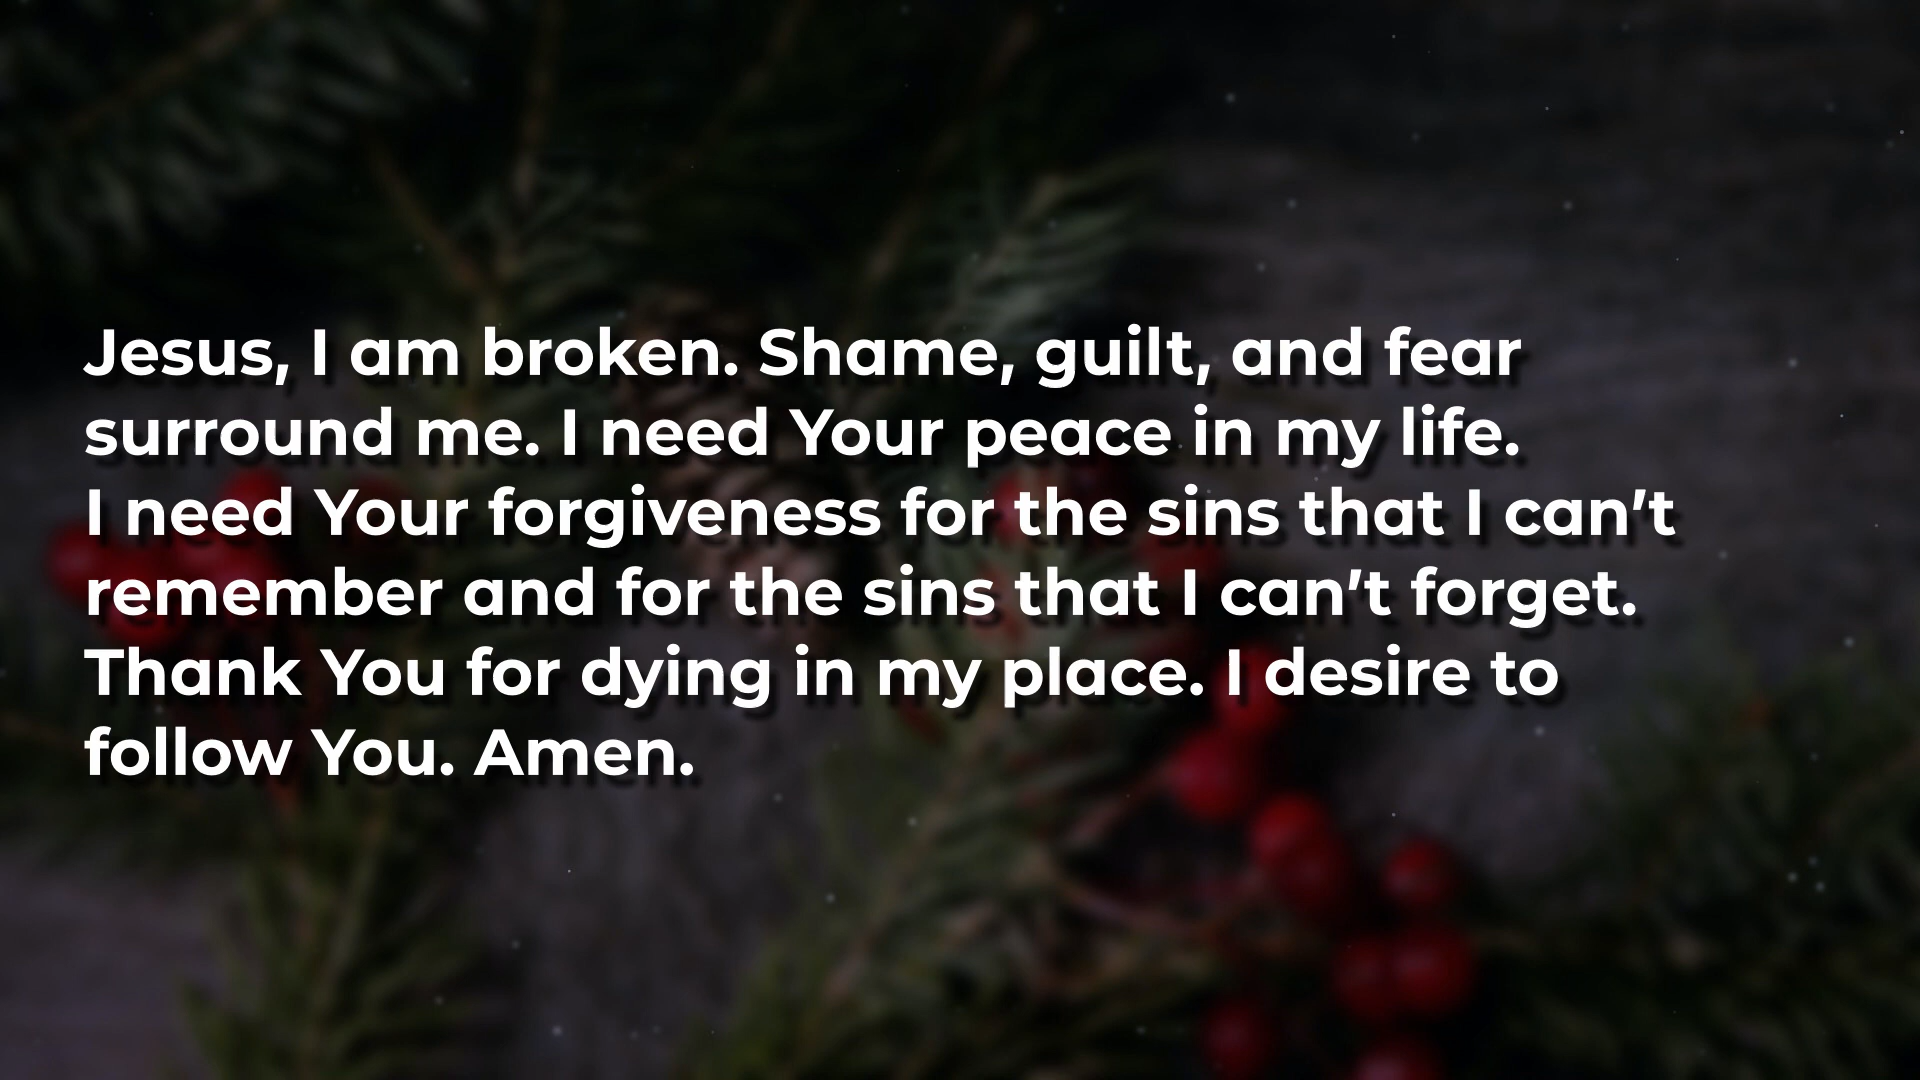 Jesus, I am broken. Shame, guilt, and fear
surround me. I need Your peace in my life.
I need Your forgiveness for the sins that I can’t
remember and for the sins that I can’t forget.
Thank You for dying in my place. I desire to
follow You. Amen.